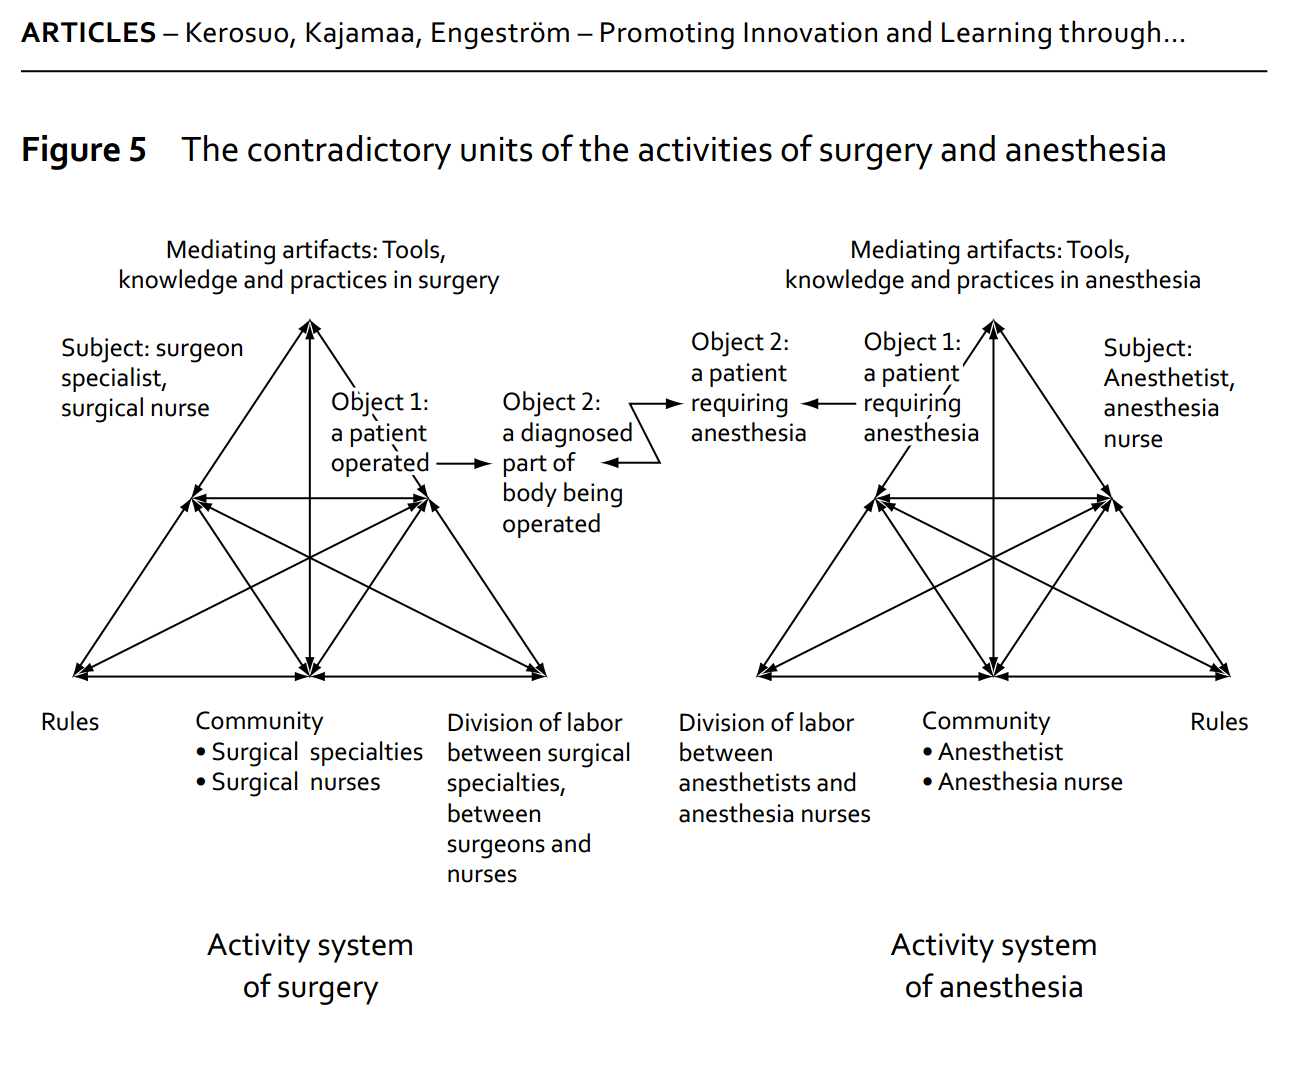 ARTICLES – Kerosuo, Kajamaa, Engeström – Promoting Innovation and Learning through...
Figure 5 The contradictory units of the activities of surgery and anesthesia
Mediating artifacts: Tools,
knowledge and practices in surgery
Subject: surgeon
specialist,
surgical nurse
Object 1:
a patient
operated
Object 2:
a diagnosed
part of
body being
operated
Rules
Community
• Surgical specialties
• Surgical nurses
Division of labor
between surgical
specialties,
between
surgeons and
nurses
Activity system
of surgery
Mediating artifacts: Tools,
knowledge and practices in anesthesia
Object 2:
a patient
requiring
anesthesia
Object 1:
a patient
requiring
anesthesia
Subject:
Anesthetist,
anesthesia
nurse
Division of labor
between
anesthetists and
anesthesia nurses
Community
• Anesthetist
• Anesthesia nurse
Rules
Activity system
of anesthesia